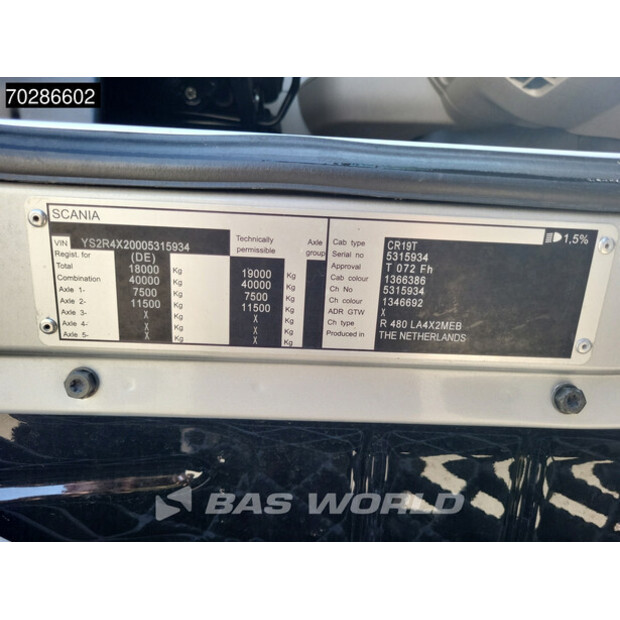 70286602
SCANIA
VIN YS2R4X20005315934
Regist. for (DE)
Technically permissible
Axle group
Total 18000 Kg 19000 Kg
Combination 40000 Kg 40000 Kg
Axle 1- 7500 Kg 7500 Kg
Axle 2- 11500 Kg 11500 Kg
Axle 3- X Kg X Kg
Axle 4- X Kg X Kg
Axle 5- X Kg X Kg
1,5%
Cab type CR19T
Serial no 5315934
Approval T 072 Fh
Cab colour 1366386
Ch No 5315934
Ch colour 1346692
ADR GTW X
Ch type R 480 LA4X2MEB
Produced in THE NETHERLANDS
BAS WORLD